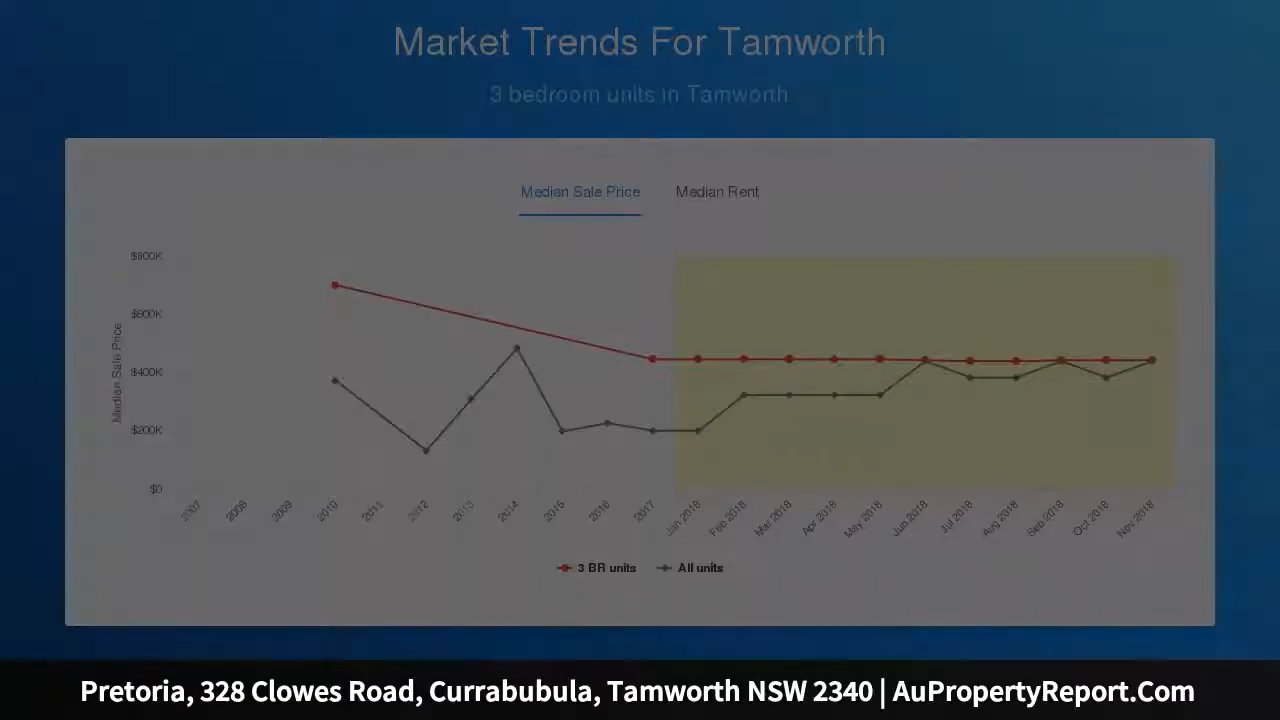 Market Trends For Tamworth
3 bedroom units in Tamworth
Median Sale Price Median Rent
$800K
$600K
$400K
$200K
$0
Median Sale Price
2007 2008 2009 2010 2011 2012 2013 2014 2015 2016 2017 Jan 2018 Feb 2018 Mar 2018 Apr 2018 May 2018 Jun 2018 Jul 2018 Aug 2018 Sep 2018 Oct 2018 Nov 2018
3 BR units All units
Pretoria, 328 Clowes Road, Currabubula, Tamworth NSW 2340 | AuPropertyReport.Com